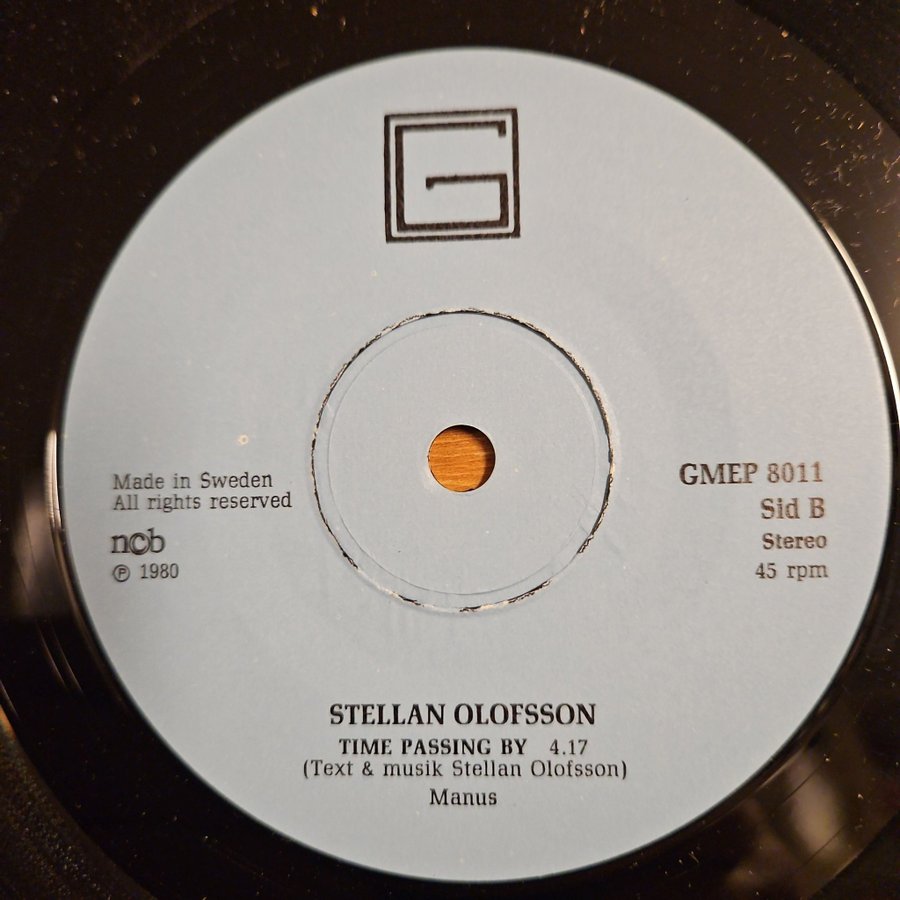 G
Made in Sweden
All rights reserved
ncb
℗ 1980
GMEP 8011
Sid B
Stereo
45 rpm
STELLAN OLOFSSON
TIME PASSING BY 4.17
(Text & musik Stellan Olofsson)
Manus